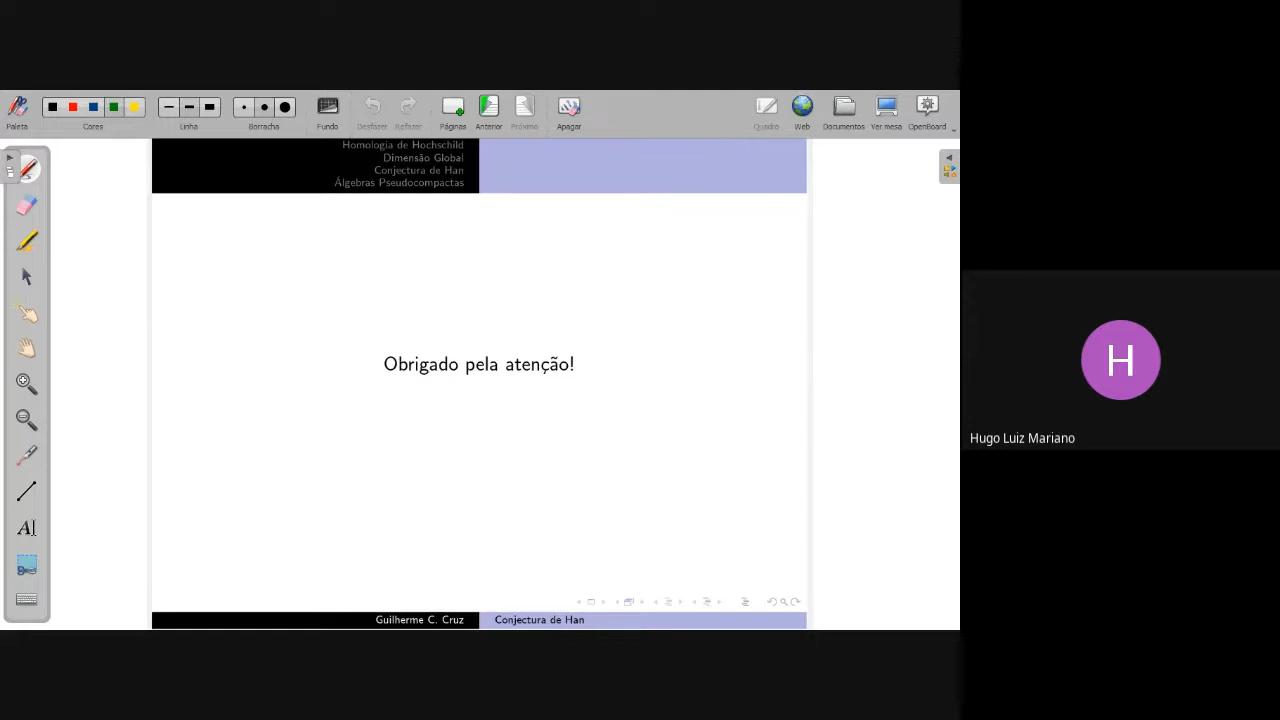 Paleta
Cores
Linha
Borracha
Fundo
Desfazer
Refazer
Páginas
Anterior
Próximo
Apagar
Quadro
Web
Documentos
Ver mesa
OpenBoard
Homologia de Hochschild
Dimensão Global
Conjectura de Han
Álgebras Pseudocompactas
Obrigado pela atenção!
Guilherme C. Cruz
Conjectura de Han
H
Hugo Luiz Mariano